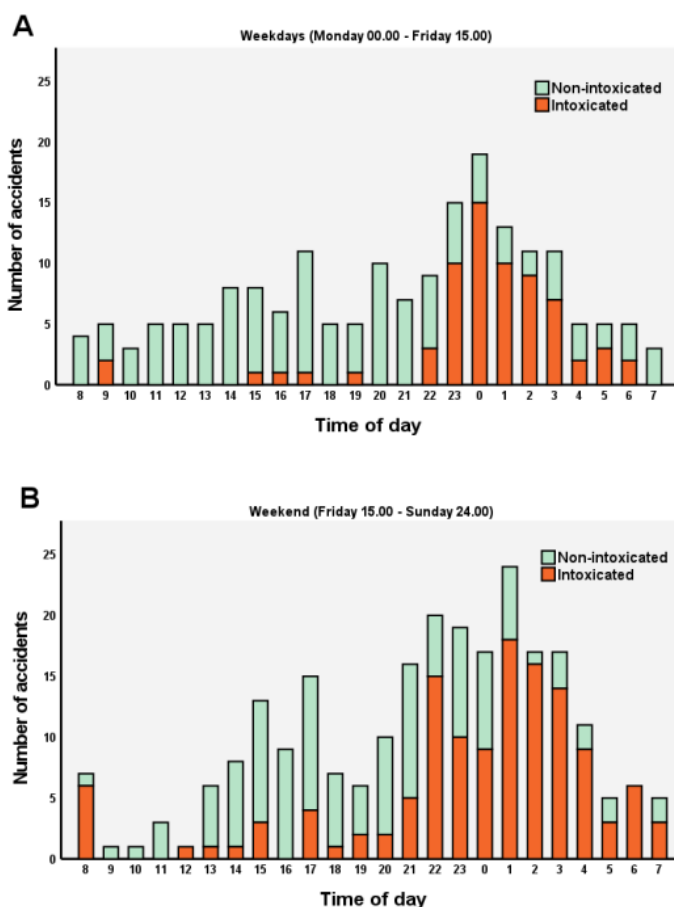 A
Weekdays (Monday 00.00 - Friday 15.00)
Number of accidents
25
20
15
10
5
0
Non-intoxicated
Intoxicated
8 9 10 11 12 13 14 15 16 17 18 19 20 21 22 23 0 1 2 3 4 5 6 7
Time of day
B
Weekend (Friday 15.00 - Sunday 24.00)
Number of accidents
25
20
15
10
5
0
Non-intoxicated
Intoxicated
8 9 10 11 12 13 14 15 16 17 18 19 20 21 22 23 0 1 2 3 4 5 6 7
Time of day